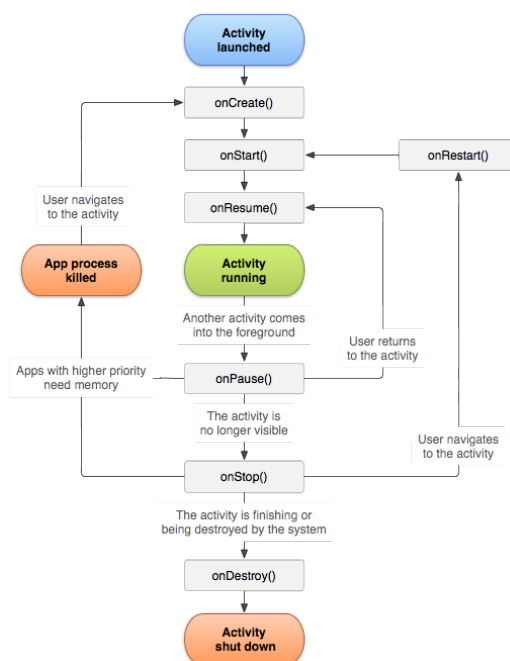 Activity
launched
onCreate()
onStart()
onRestart()
User navigates
to the activity
onResume()
App process
killed
Activity
running
Another activity comes
into the foreground
User returns
to the activity
Apps with higher priority
need memory
onPause()
The activity is
no longer visible
User navigates
to the activity
onStop()
The activity is finishing or
being destroyed by the system
onDestroy()
Activity
shut down